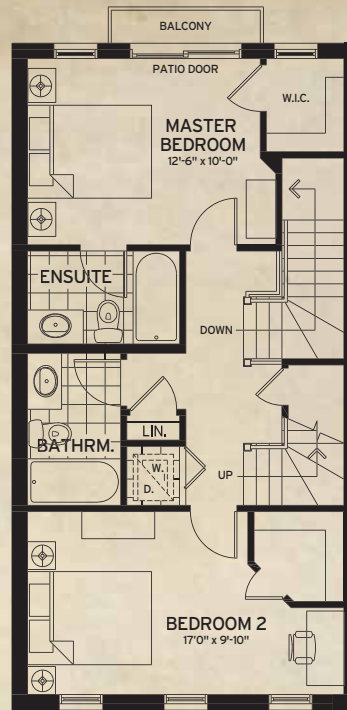 BALCONY
PATIO DOOR
W.I.C.
MASTER
BEDROOM
12'-6" x 10'-0"
ENSUITE
DOWN
LIN.
BATHRM.
W.
D.
UP
BEDROOM 2
17'0" x 9'-10"